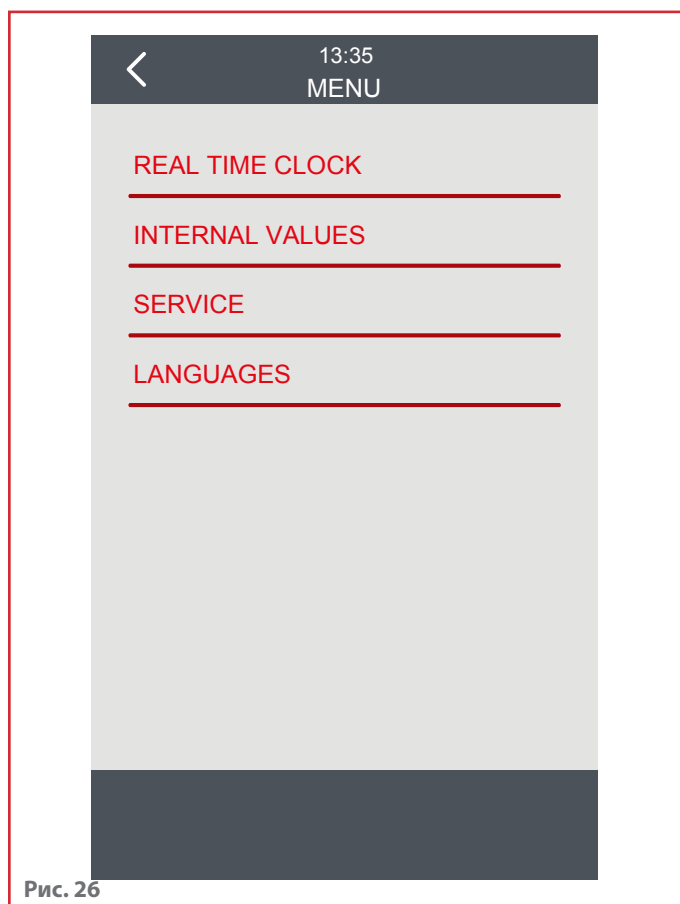 13:35
MENU
REAL TIME CLOCK
INTERNAL VALUES
SERVICE
LANGUAGES
Рис. 26